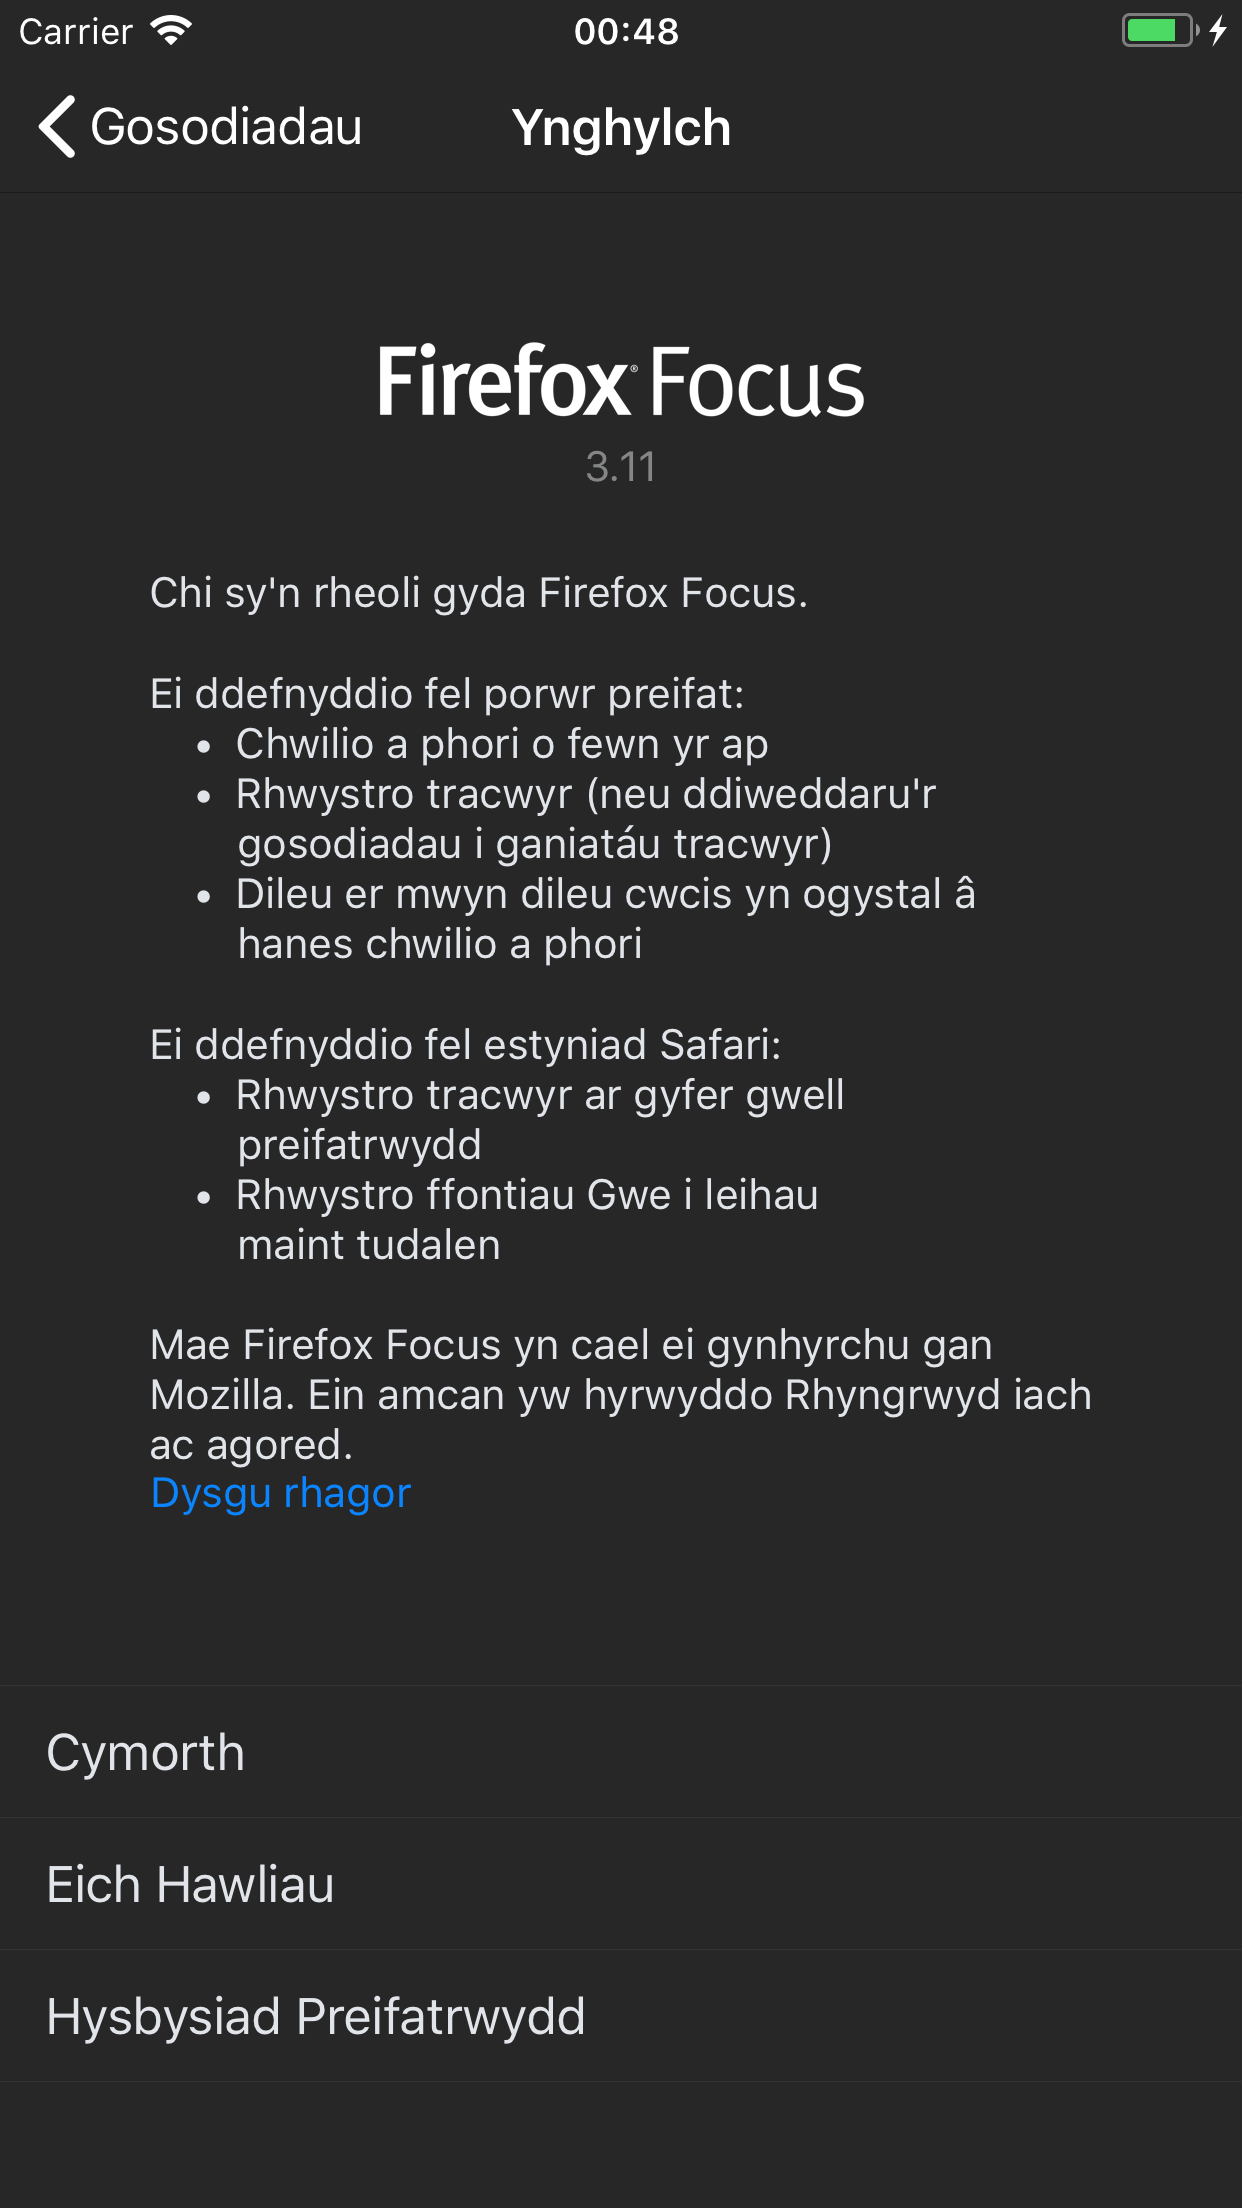 Carrier 00:48
Gosodiadau Ynghylch
Firefox® Focus
3.11
Chi sy'n rheoli gyda Firefox Focus.
Ei ddefnyddio fel porwr preifat:
• Chwilio a phori o fewn yr ap
• Rhwystro tracwyr (neu ddiweddaru'r
gosodiadau i ganiatáu tracwyr)
• Dileu er mwyn dileu cwcis yn ogystal â
hanes chwilio a phori
Ei ddefnyddio fel estyniad Safari:
• Rhwystro tracwyr ar gyfer gwell
preifatrwydd
• Rhwystro ffontiau Gwe i leihau
maint tudalen
Mae Firefox Focus yn cael ei gynhyrchu gan
Mozilla. Ein amcan yw hyrwyddo Rhyngrwyd iach
ac agored.
Dysgu rhagor
Cymorth
Eich Hawliau
Hysbysiad Preifatrwydd